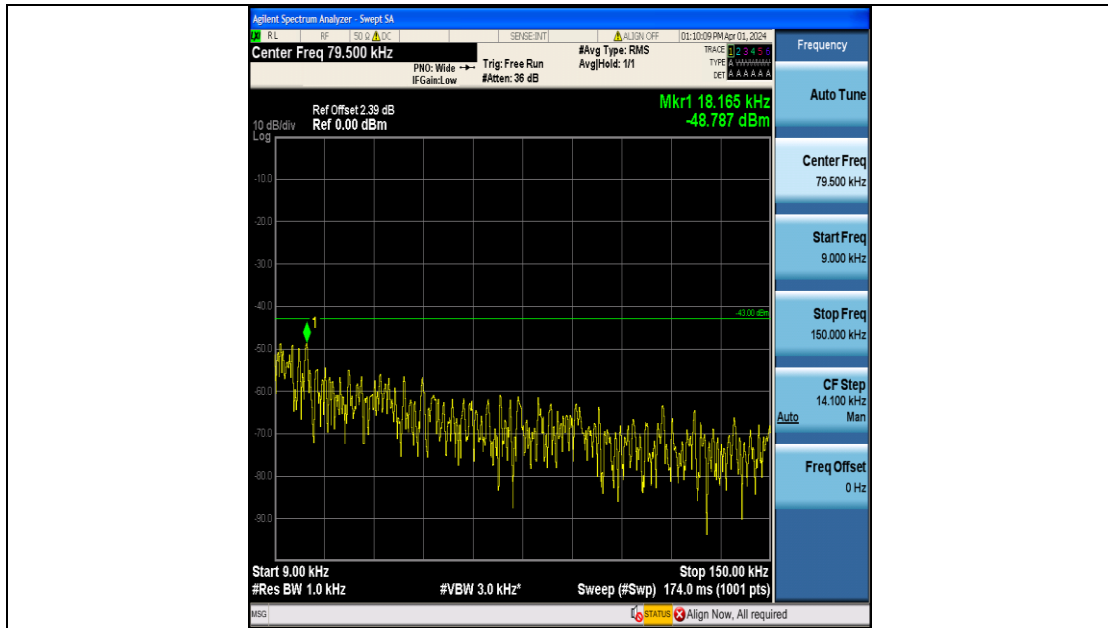 Agilent Spectrum Analyzer - Swept SA
RL RF 50 Ω DC SENSE:INT ALIGN OFF 01:10:09 PM Apr 01, 2024
Center Freq 79.500 kHz
PNO: Wide
IFGain:Low
Trig: Free Run
#Atten: 36 dB
#Avg Type: RMS
Avg|Hold: 1/1
TRACE 1 2 3 4 5 6
TYPE A WWWWW
DET A A A A A A
Frequency
Mkr1 18.165 kHz
-48.787 dBm
Ref Offset 2.39 dB
10 dB/div Ref 0.00 dBm
Log
-10.0
-20.0
-30.0
-40.0
-50.0
-60.0
-70.0
-80.0
-90.0
1
-43.00 dBm
Start 9.00 kHz Stop 150.00 kHz
#Res BW 1.0 kHz #VBW 3.0 kHz* Sweep (#Swp) 174.0 ms (1001 pts)
Auto Tune
Center Freq
79.500 kHz
Start Freq
9.000 kHz
Stop Freq
150.000 kHz
CF Step
14.100 kHz
Auto Man
Freq Offset
0 Hz
MSG STATUS Align Now, All required